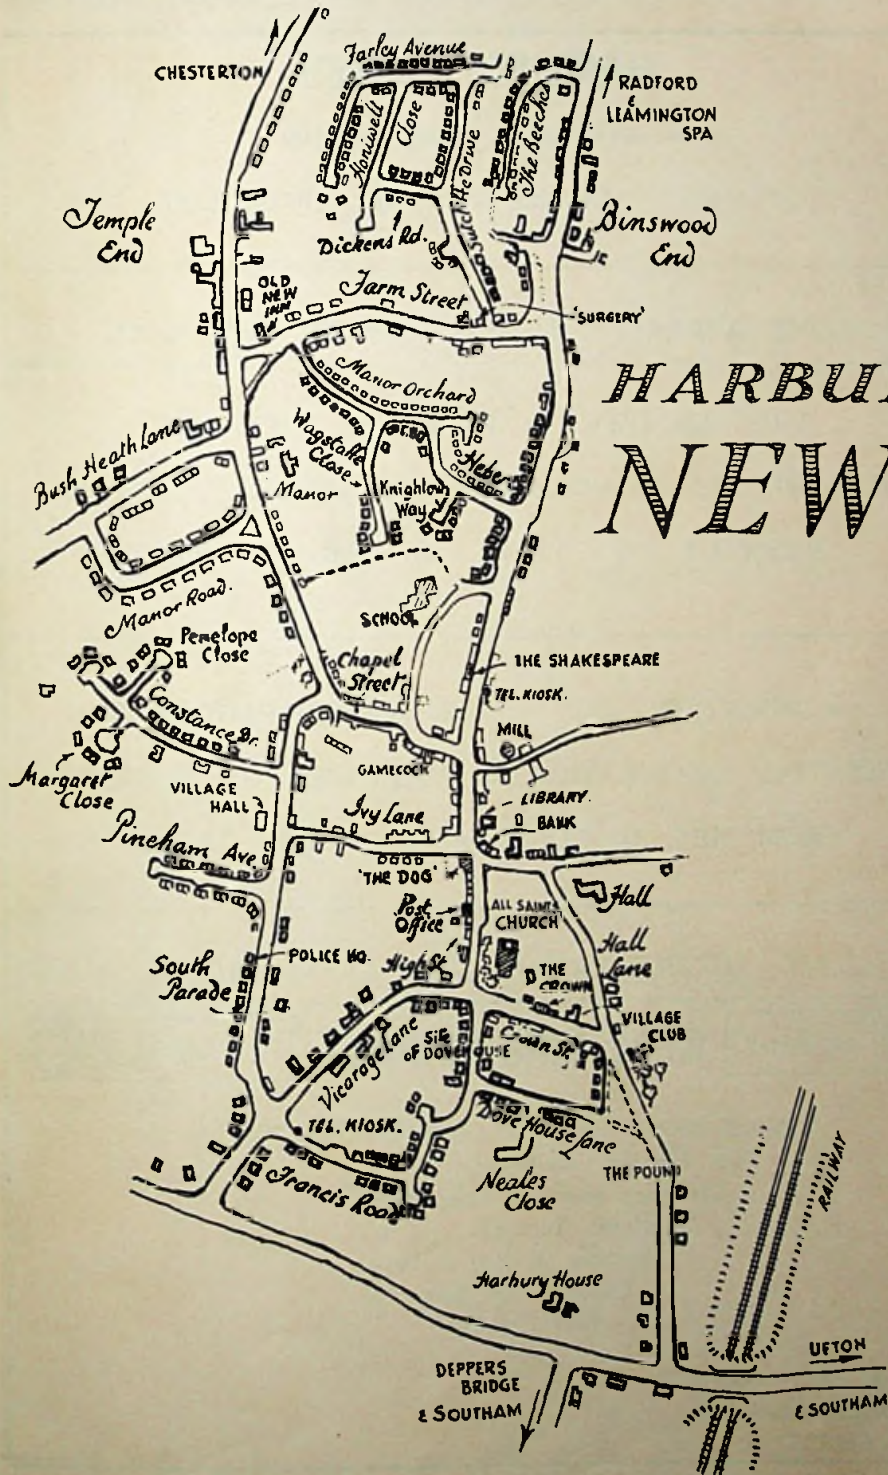 CHESTERTON
Farley Avenue
RADFORD
&
LEAMINGTON
SPA
Honiwell
Close
The Beeches
Drive
Temple
End
Dickens Rd.
Binswood
End
OLD
NEW
INN
Farm Street
'SURGERY'
HARBU
NEW
Manor Orchard
Bush Heath Lane
Wagstaffe
Close
Manor
Knightlow
Way
Heber
Manor Road.
SCHOOL
Penelope
Close
Chapel
Street
THE SHAKESPEARE
TEL. KIOSK.
Constance Dr.
MILL
Margaret
Close
VILLAGE
HALL
GAMECOCK
LIBRARY.
Ivy Lane
BANK
Pineham Ave.
'THE DOG'
Hall
Post
Office
ALL SAINTS
CHURCH
POLICE HO.
High St.
Hall
Lane
South
Parade
THE
CROWN
VILLAGE
CLUB
Vicarage Lane
SITE
OF DOVEHOUSE
Crown St.
TEL. KIOSK.
Dove House Lane
Francis Road
Neales
Close
THE POUND
RAILWAY
Harbury House
UFTON
DEPPERS
BRIDGE
& SOUTHAM
& SOUTHAM